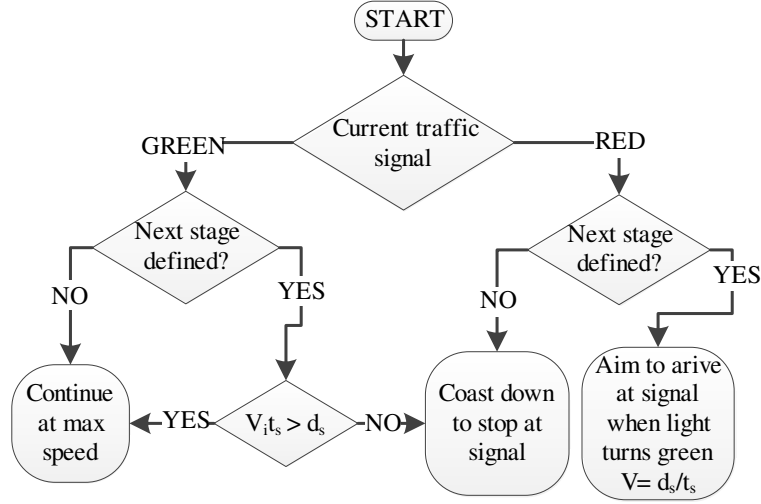 START
Current traffic
signal
GREEN
RED
Next stage
defined?
Next stage
defined?
NO
YES
NO
YES
Continue
at max
speed
YES
Vᵢtₛ > dₛ
NO
Coast down
to stop at
signal
Aim to arive
at signal
when light
turns green
V= dₛ/tₛ